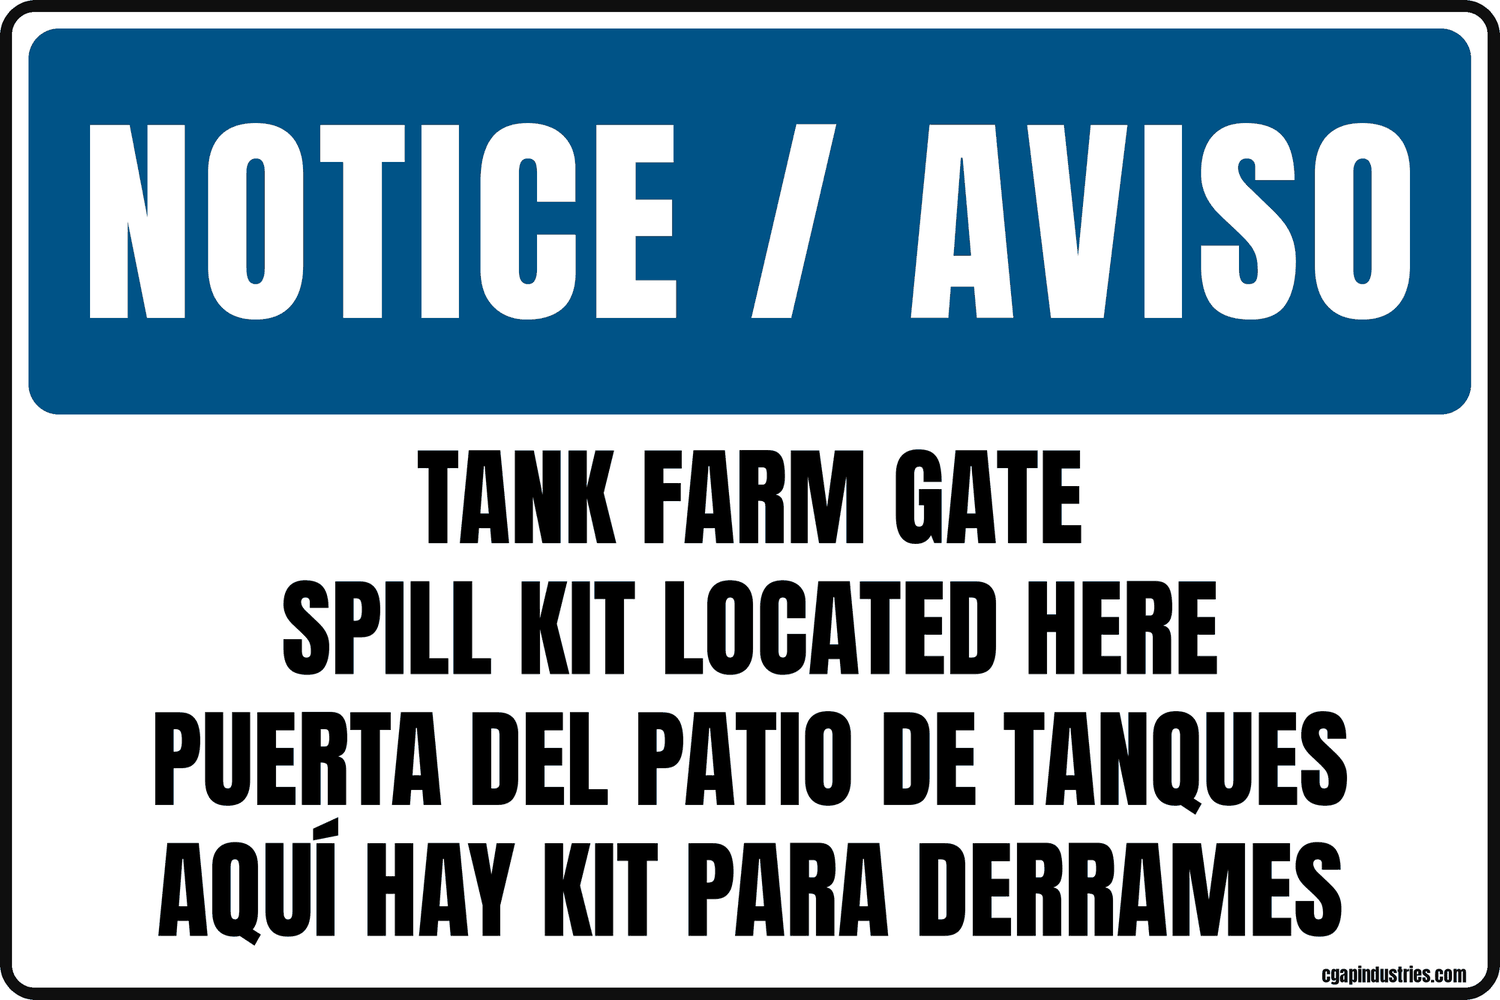 NOTICE / AVISO
TANK FARM GATE
SPILL KIT LOCATED HERE
PUERTA DEL PATIO DE TANQUES
AQUÍ HAY KIT PARA DERRAMES
cgapindustries.com